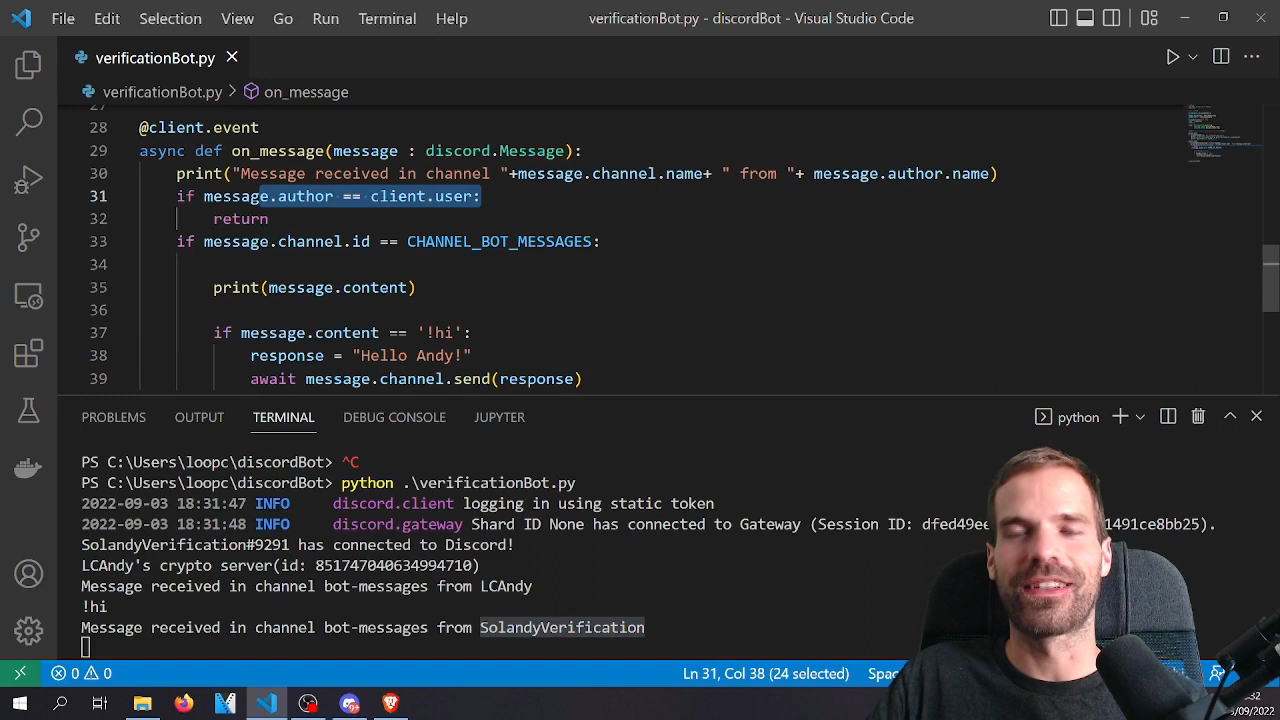 File Edit Selection View Go Run Terminal Help verificationBot.py - discordBot - Visual Studio Code
verificationBot.py
verificationBot.py > on_message
27
28 @client.event
29 async def on_message(message : discord.Message):
30 print("Message received in channel "+message.channel.name+ " from "+ message.author.name)
31 if message.author == client.user:
32 return
33 if message.channel.id == CHANNEL_BOT_MESSAGES:
34
35 print(message.content)
36
37 if message.content == '!hi':
38 response = "Hello Andy!"
39 await message.channel.send(response)
PROBLEMS OUTPUT TERMINAL DEBUG CONSOLE JUPYTER python
PS C:\Users\loopc\discordBot> ^C
PS C:\Users\loopc\discordBot> python .\verificationBot.py
2022-09-03 18:31:47 INFO discord.client logging in using static token
2022-09-03 18:31:48 INFO discord.gateway Shard ID None has connected to Gateway (Session ID: dfed49ee 1491ce8bb25).
SolandyVerification#9291 has connected to Discord!
LCAndy's crypto server(id: 851747040634994710)
Message received in channel bot-messages from LCAndy
!hi
Message received in channel bot-messages from SolandyVerification
0 0 Ln 31, Col 38 (24 selected)